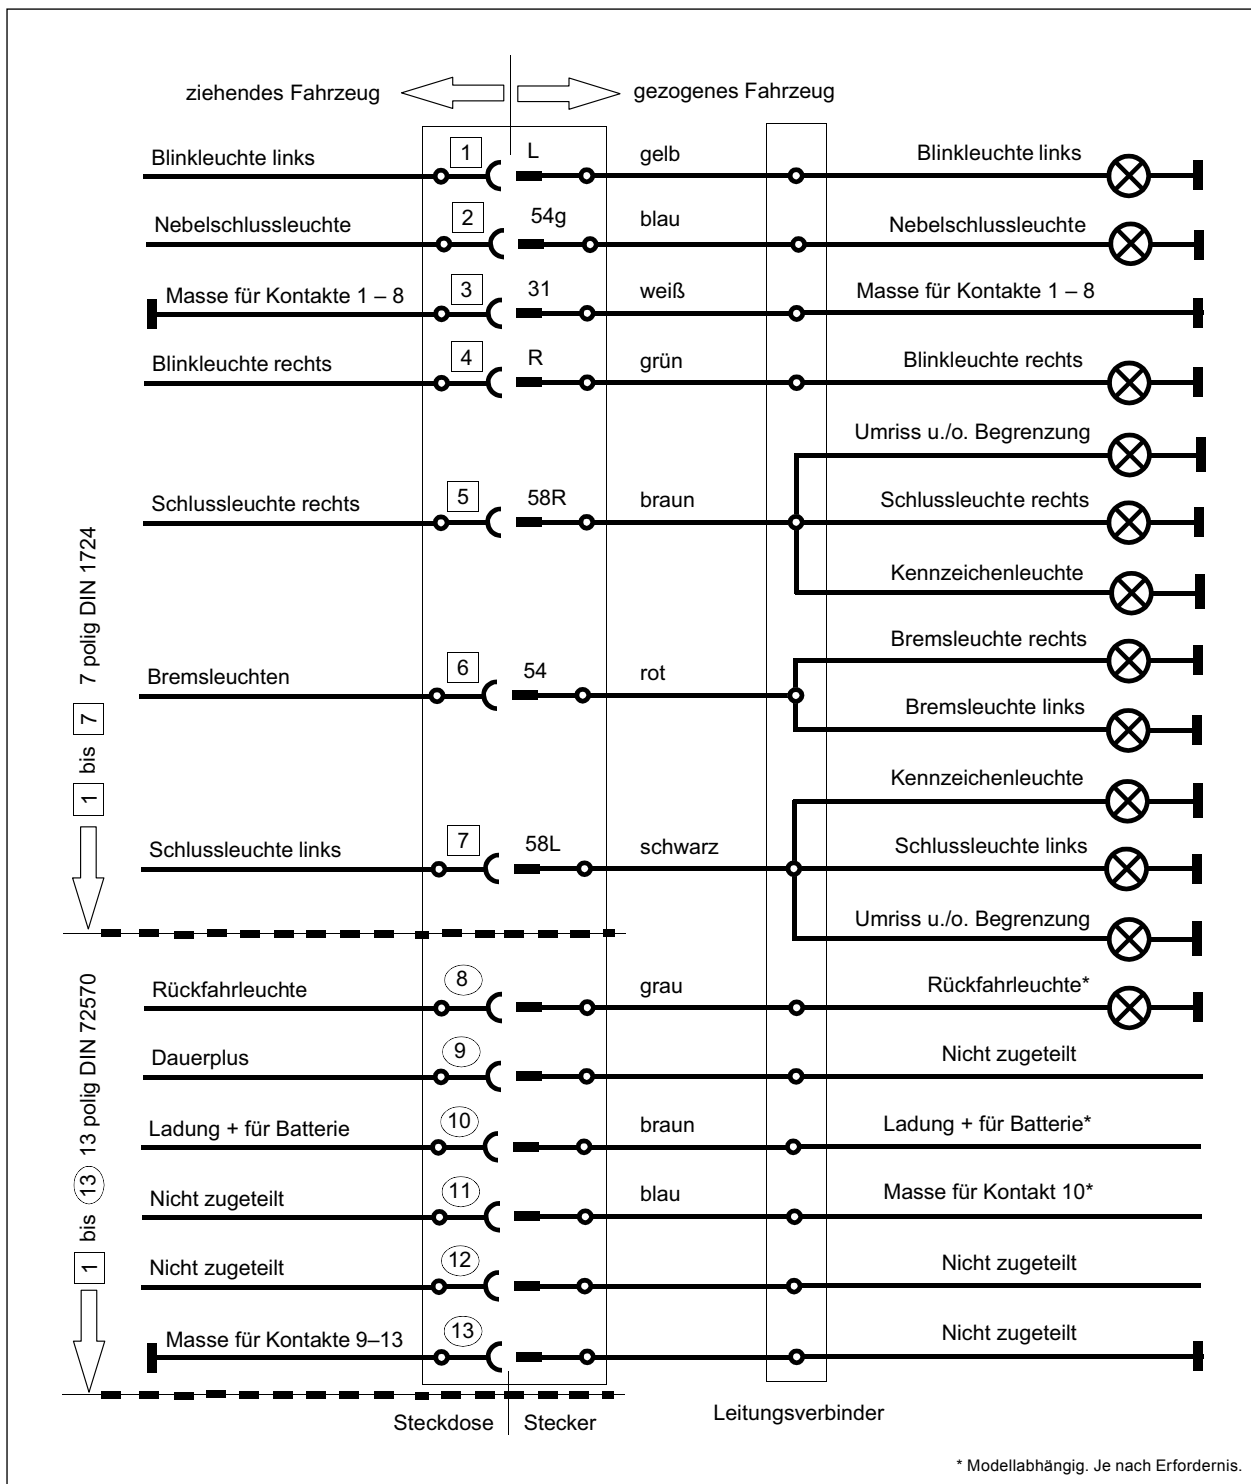 ziehendes Fahrzeug
gezogenes Fahrzeug
Blinkleuchte links 1 L gelb Blinkleuchte links
Nebelschlussleuchte 2 54g blau Nebelschlussleuchte
Masse für Kontakte 1 – 8 3 31 weiß Masse für Kontakte 1 – 8
Blinkleuchte rechts 4 R grün Blinkleuchte rechts
Umriss u./o. Begrenzung
Schlussleuchte rechts 5 58R braun Schlussleuchte rechts
Kennzeichenleuchte
Bremsleuchte rechts
Bremsleuchten 6 54 rot
Bremsleuchte links
Kennzeichenleuchte
Schlussleuchte links 7 58L schwarz Schlussleuchte links
Umriss u./o. Begrenzung
1 bis 7 7 polig DIN 1724
Rückfahrleuchte 8 grau Rückfahrleuchte*
Dauerplus 9 Nicht zugeteilt
Ladung + für Batterie 10 braun Ladung + für Batterie*
Nicht zugeteilt 11 blau Masse für Kontakt 10*
Nicht zugeteilt 12 Nicht zugeteilt
Masse für Kontakte 9–13 13 Nicht zugeteilt
1 bis 13 13 polig DIN 72570
Steckdose Stecker Leitungsverbinder
* Modellabhängig. Je nach Erfordernis.